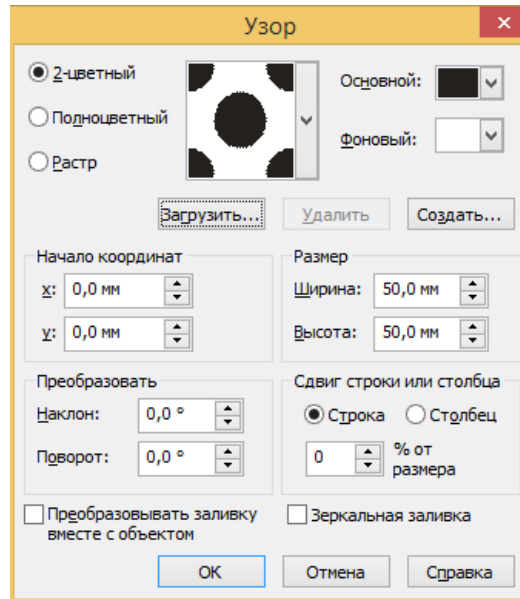 Узор
2-цветный
Полноцветный
Растр
Основной:
Фоновый:
Загрузить...
Удалить
Создать...
Начало координат
x: 0,0 мм
y: 0,0 мм
Размер
Ширина: 50,0 мм
Высота: 50,0 мм
Преобразовать
Наклон: 0,0 °
Поворот: 0,0 °
Сдвиг строки или столбца
Строка Столбец
0 % от
размера
Преобразовывать заливку
вместе с объектом
Зеркальная заливка
ОК Отмена Справка